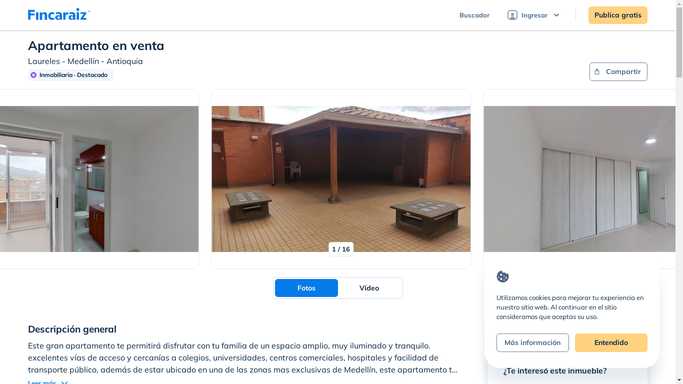 Fincaraiz
Buscador
Ingresar
Publica gratis
Apartamento en venta
Laureles - Medellín - Antioquia
Inmobiliaria - Destacado
Compartir
1 / 16
Fotos
Video
Descripción general
Este gran apartamento te permitirá disfrutar con tu familia de un espacio amplio, muy iluminado y tranquilo.
excelentes vías de acceso y cercanías a colegios, universidades, centros comerciales, hospitales y facilidad de
transporte público, además de estar ubicado en una de las zonas mas exclusivas de Medellín, este apartamento t...
Leer más
Utilizamos cookies para mejorar tu experiencia en
nuestro sitio web. Al continuar en el sitio
consideramos que aceptas su uso.
Más información
Entendido
¿Te interesó este inmueble?